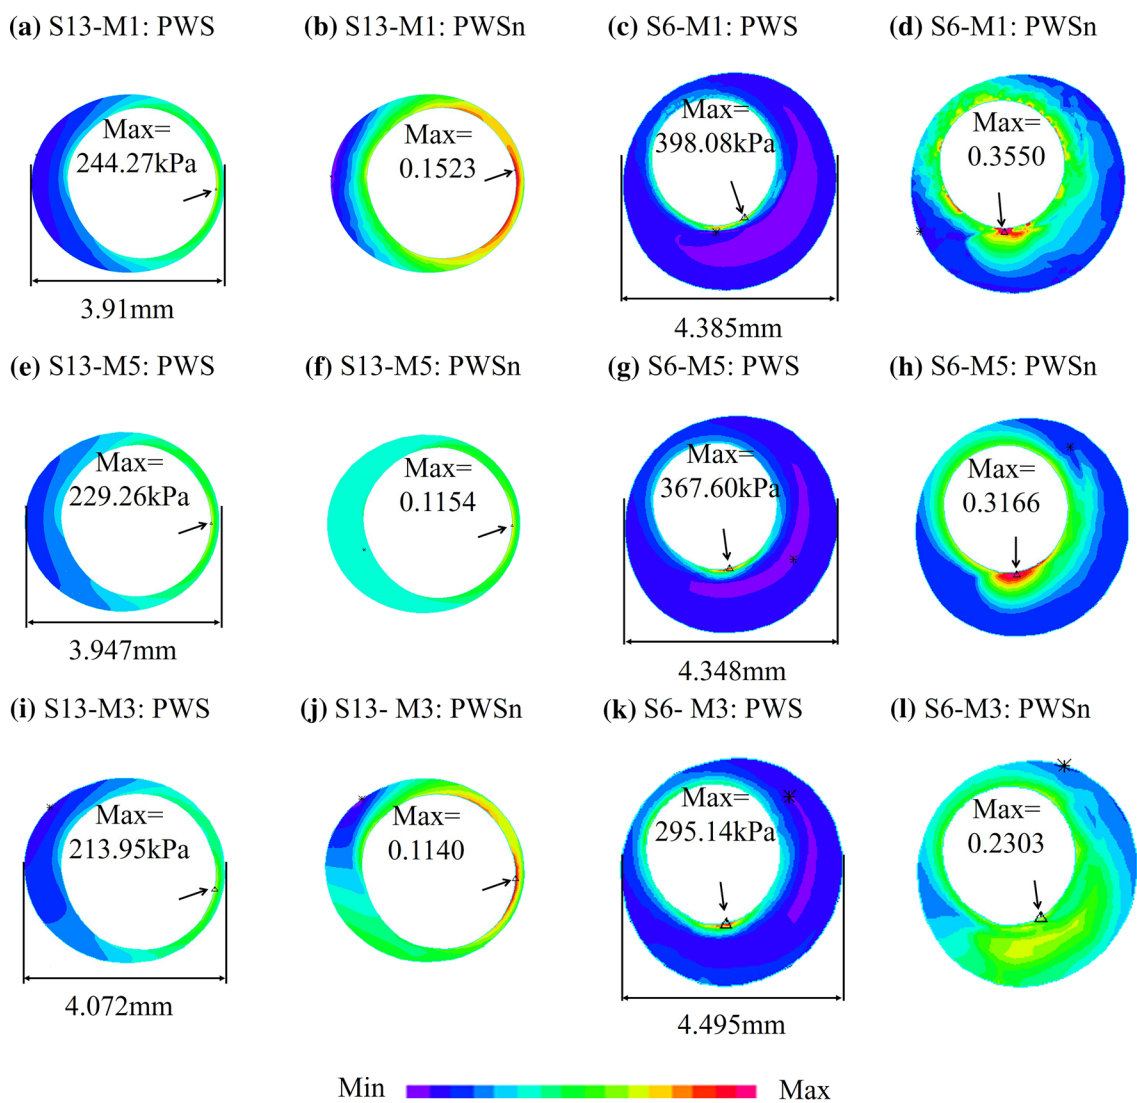 (a) S13-M1: PWS
(b) S13-M1: PWSn
(c) S6-M1: PWS
(d) S6-M1: PWSn
Max=
244.27kPa
Max=
0.1523
Max=
398.08kPa
Max=
0.3550
3.91mm
4.385mm
(e) S13-M5: PWS
(f) S13-M5: PWSn
(g) S6-M5: PWS
(h) S6-M5: PWSn
Max=
229.26kPa
Max=
0.1154
Max=
367.60kPa
Max=
0.3166
3.947mm
4.348mm
(i) S13-M3: PWS
(j) S13- M3: PWSn
(k) S6- M3: PWS
(l) S6-M3: PWSn
Max=
213.95kPa
Max=
0.1140
Max=
295.14kPa
Max=
0.2303
4.072mm
4.495mm
Min
Max